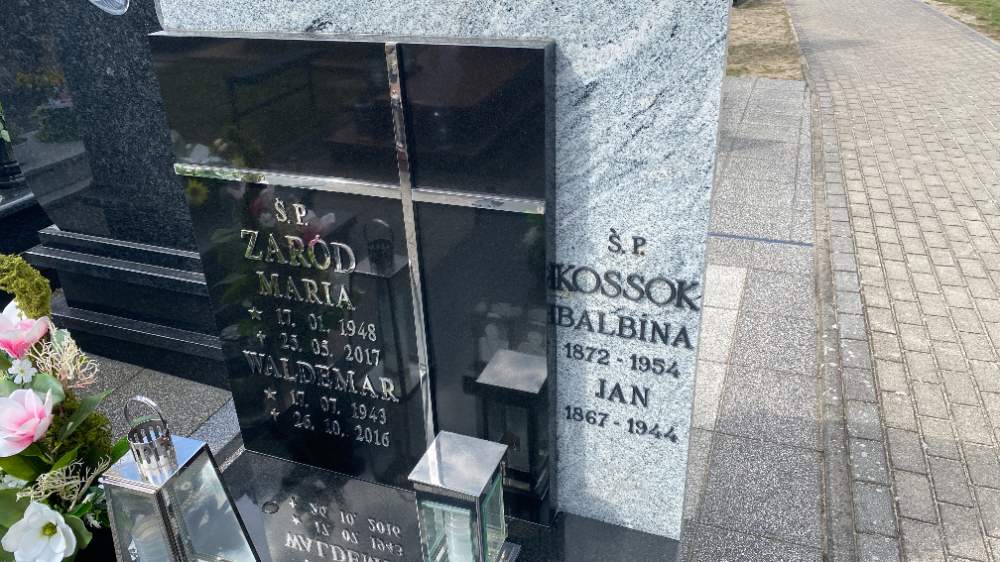 Ś.P.
ZARÓD
MARIA
* 17. 01. 1948
+ 25. 05. 2017
WALDEMAR
* 17. 07. 1943
+ 26. 10. 2016
Ś.P.
KOSSOK
BALBINA
1872 - 1954
JAN
1867 - 1944